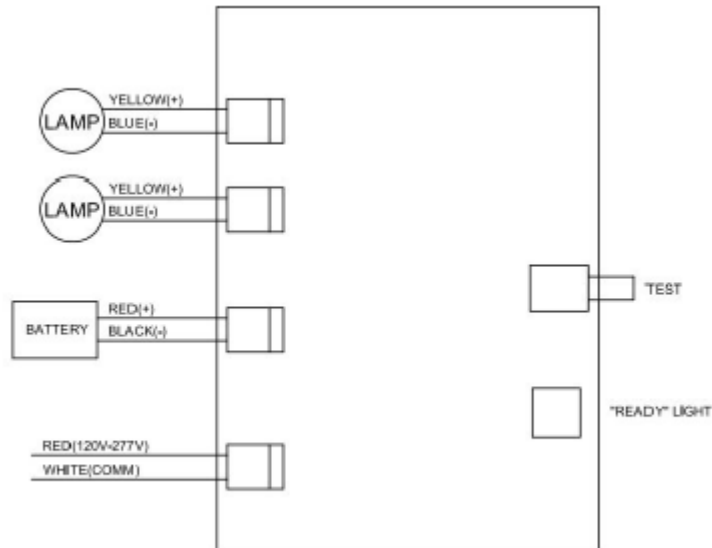 YELLOW(+)
LAMP
BLUE(-)
YELLOW(+)
LAMP
BLUE(-)
RED(+)
BATTERY
BLACK(-)
TEST
"READY" LIGHT
RED(120V-277V)
WHITE(COMM)